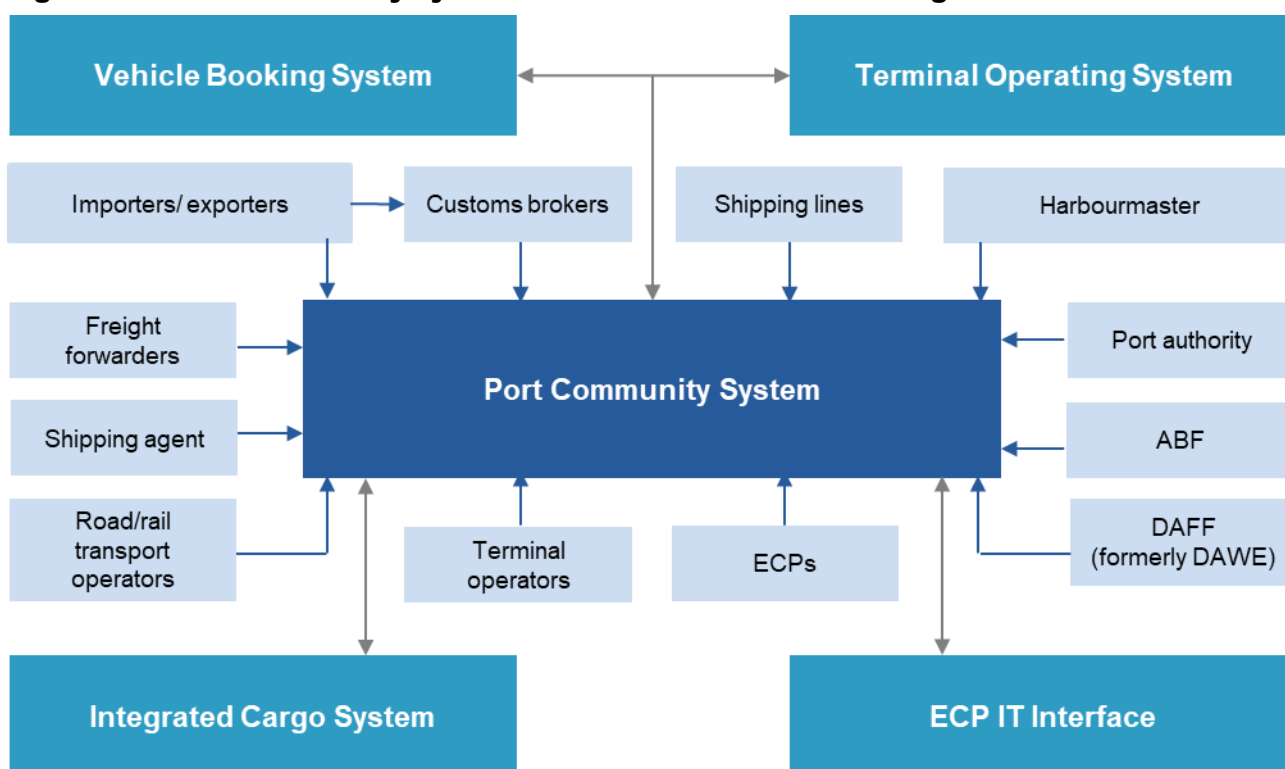 Vehicle Booking System
Terminal Operating System
Importers/ exporters
Customs brokers
Shipping lines
Harbourmaster
Freight
forwarders
Port authority
Port Community System
Shipping agent
ABF
Road/rail
transport
operators
Terminal
operators
ECPs
DAFF
(formerly DAWE)
Integrated Cargo System
ECP IT Interface